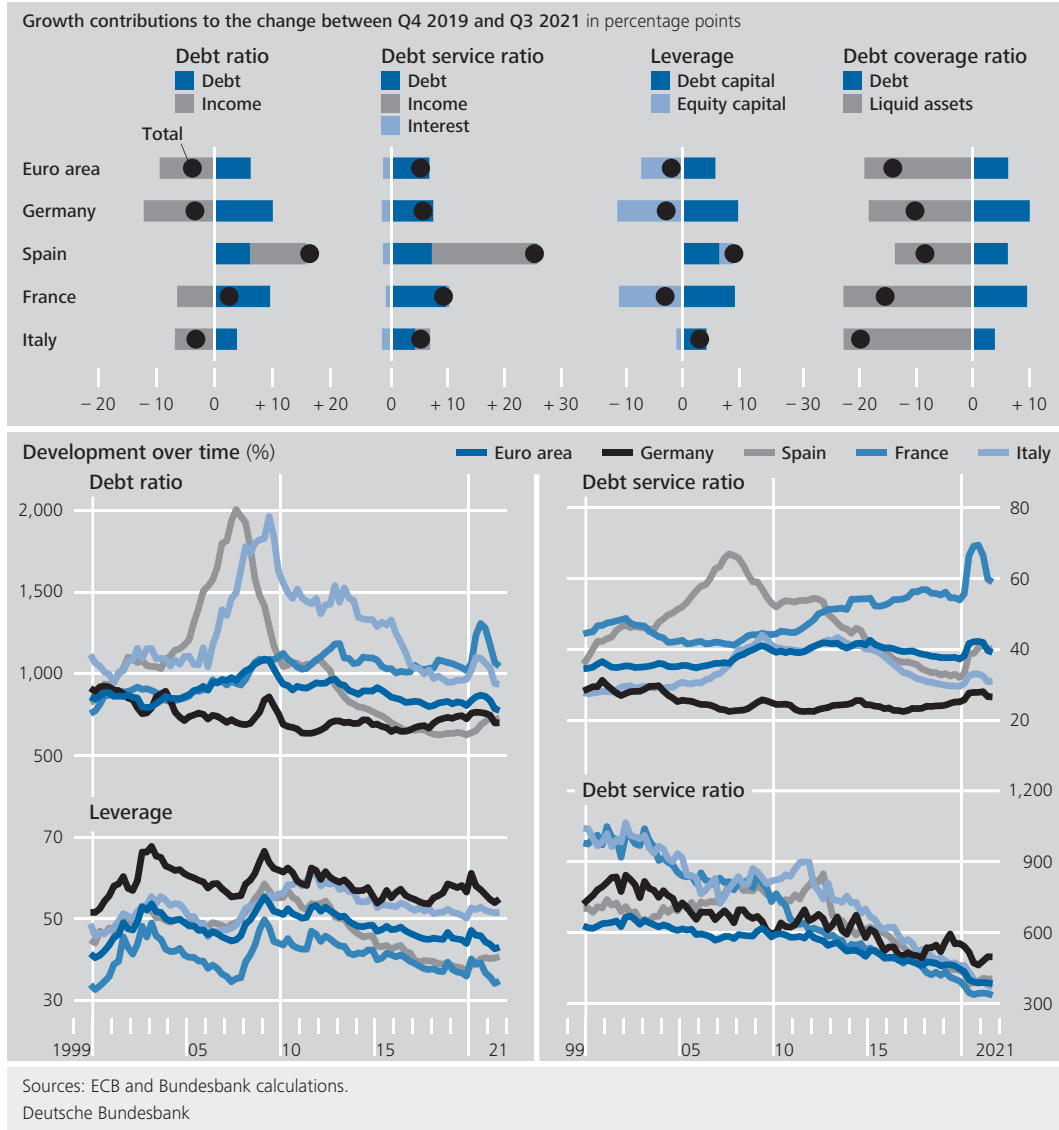 Growth contributions to the change between Q4 2019 and Q3 2021 in percentage points
Debt ratio
Debt
Income
Debt service ratio
Debt
Income
Interest
Leverage
Debt capital
Equity capital
Debt coverage ratio
Debt
Liquid assets
Total
Euro area
Germany
Spain
France
Italy
– 20 – 10 0 + 10 + 20
0 + 10 + 20 + 30
– 10 0
– 30 – 20 – 10 0 + 10
Development over time (%)
Euro area Germany Spain France Italy
Debt ratio
2,000
1,500
1,000
500
Debt service ratio
80
60
40
20
Leverage
70
50
30
1999 05 10 15 21
Debt service ratio
1,200
900
600
300
99 05 10 15 2021
Sources: ECB and Bundesbank calculations.
Deutsche Bundesbank